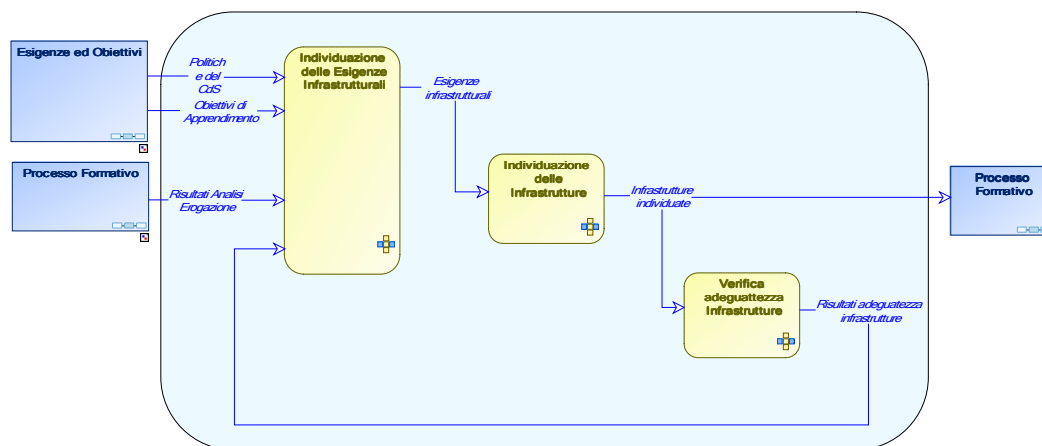 Esigenze ed Obiettivi
Politich
e del
CdS
Obiettivi di
Apprendimento
Processo Formativo
Risultati Analisi
Erogazione
Individuazione
delle Esigenze
Infrastrutturali
Esigenze
infrastrutturali
Individuazione
delle
Infrastrutture
Infrastrutture
individuate
Processo
Formativo
Verifica
adeguattezza
Infrastrutture
Risultati adeguatezza
infrastrutture